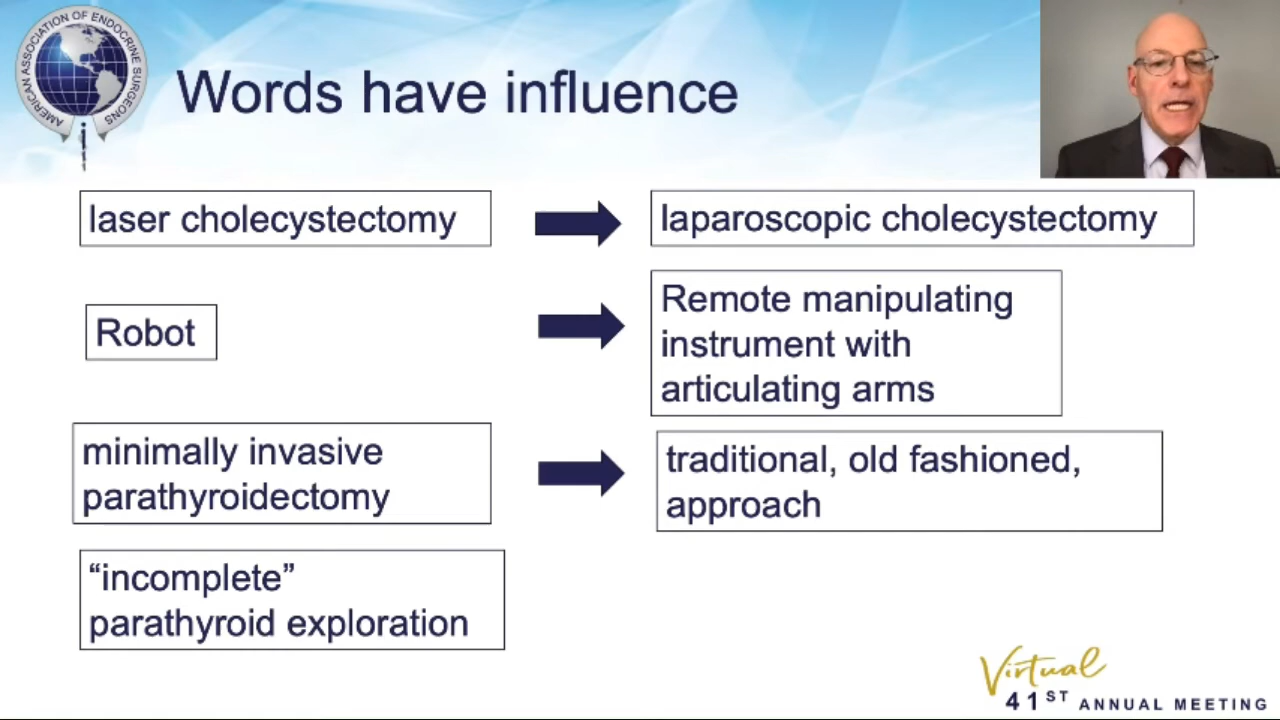 AMERICAN ASSOCIATION OF ENDOCRINE SURGEONS
Words have influence
laser cholecystectomy
laparoscopic cholecystectomy
Robot
Remote manipulating
instrument with
articulating arms
minimally invasive
parathyroidectomy
traditional, old fashioned,
approach
“incomplete”
parathyroid exploration
Virtual
41ST ANNUAL MEETING